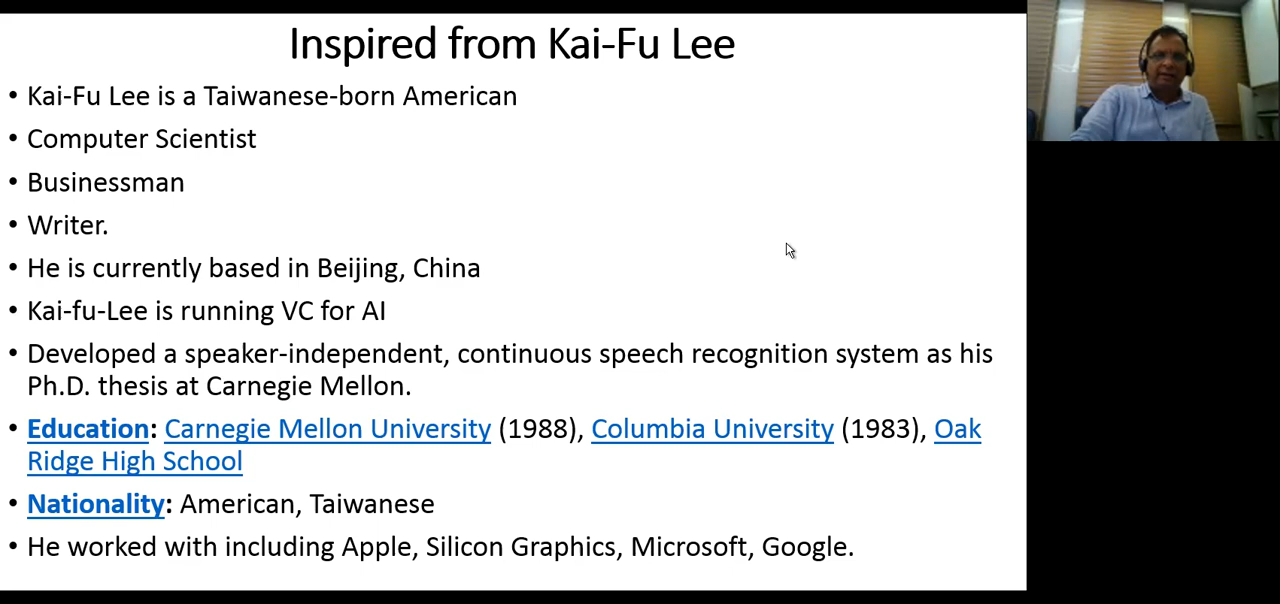 Inspired from Kai-Fu Lee
• Kai-Fu Lee is a Taiwanese-born American
• Computer Scientist
• Businessman
• Writer.
• He is currently based in Beijing, China
• Kai-fu-Lee is running VC for AI
• Developed a speaker-independent, continuous speech recognition system as his
Ph.D. thesis at Carnegie Mellon.
• Education: Carnegie Mellon University (1988), Columbia University (1983), Oak
Ridge High School
• Nationality: American, Taiwanese
• He worked with including Apple, Silicon Graphics, Microsoft, Google.